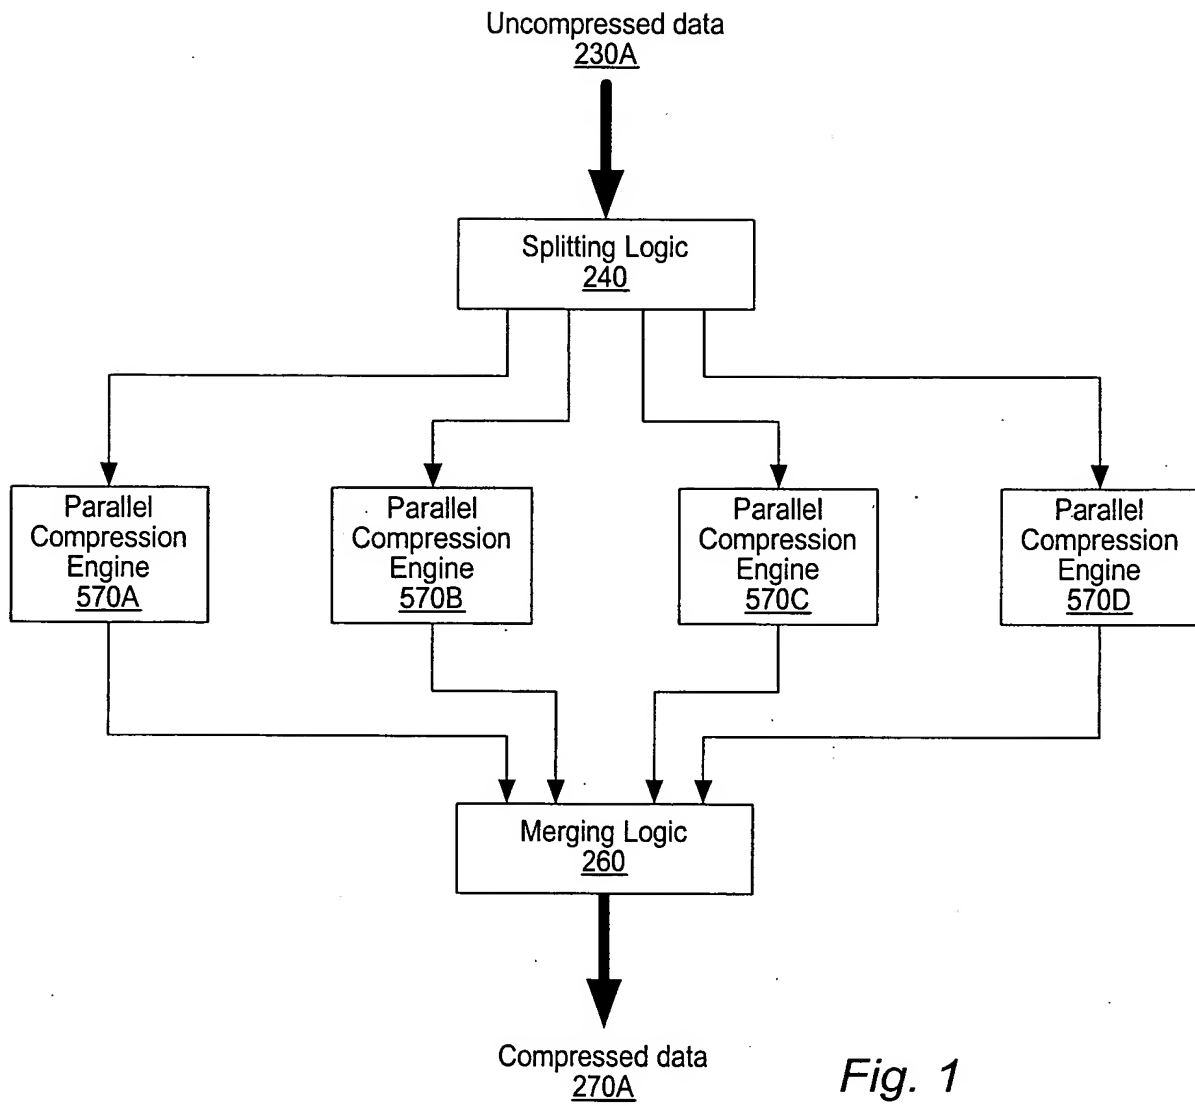 Uncompressed data
230A
Splitting Logic
240
Parallel
Compression
Engine
570A
Parallel
Compression
Engine
570B
Parallel
Compression
Engine
570C
Parallel
Compression
Engine
570D
Merging Logic
260
Compressed data
270A
Fig. 1